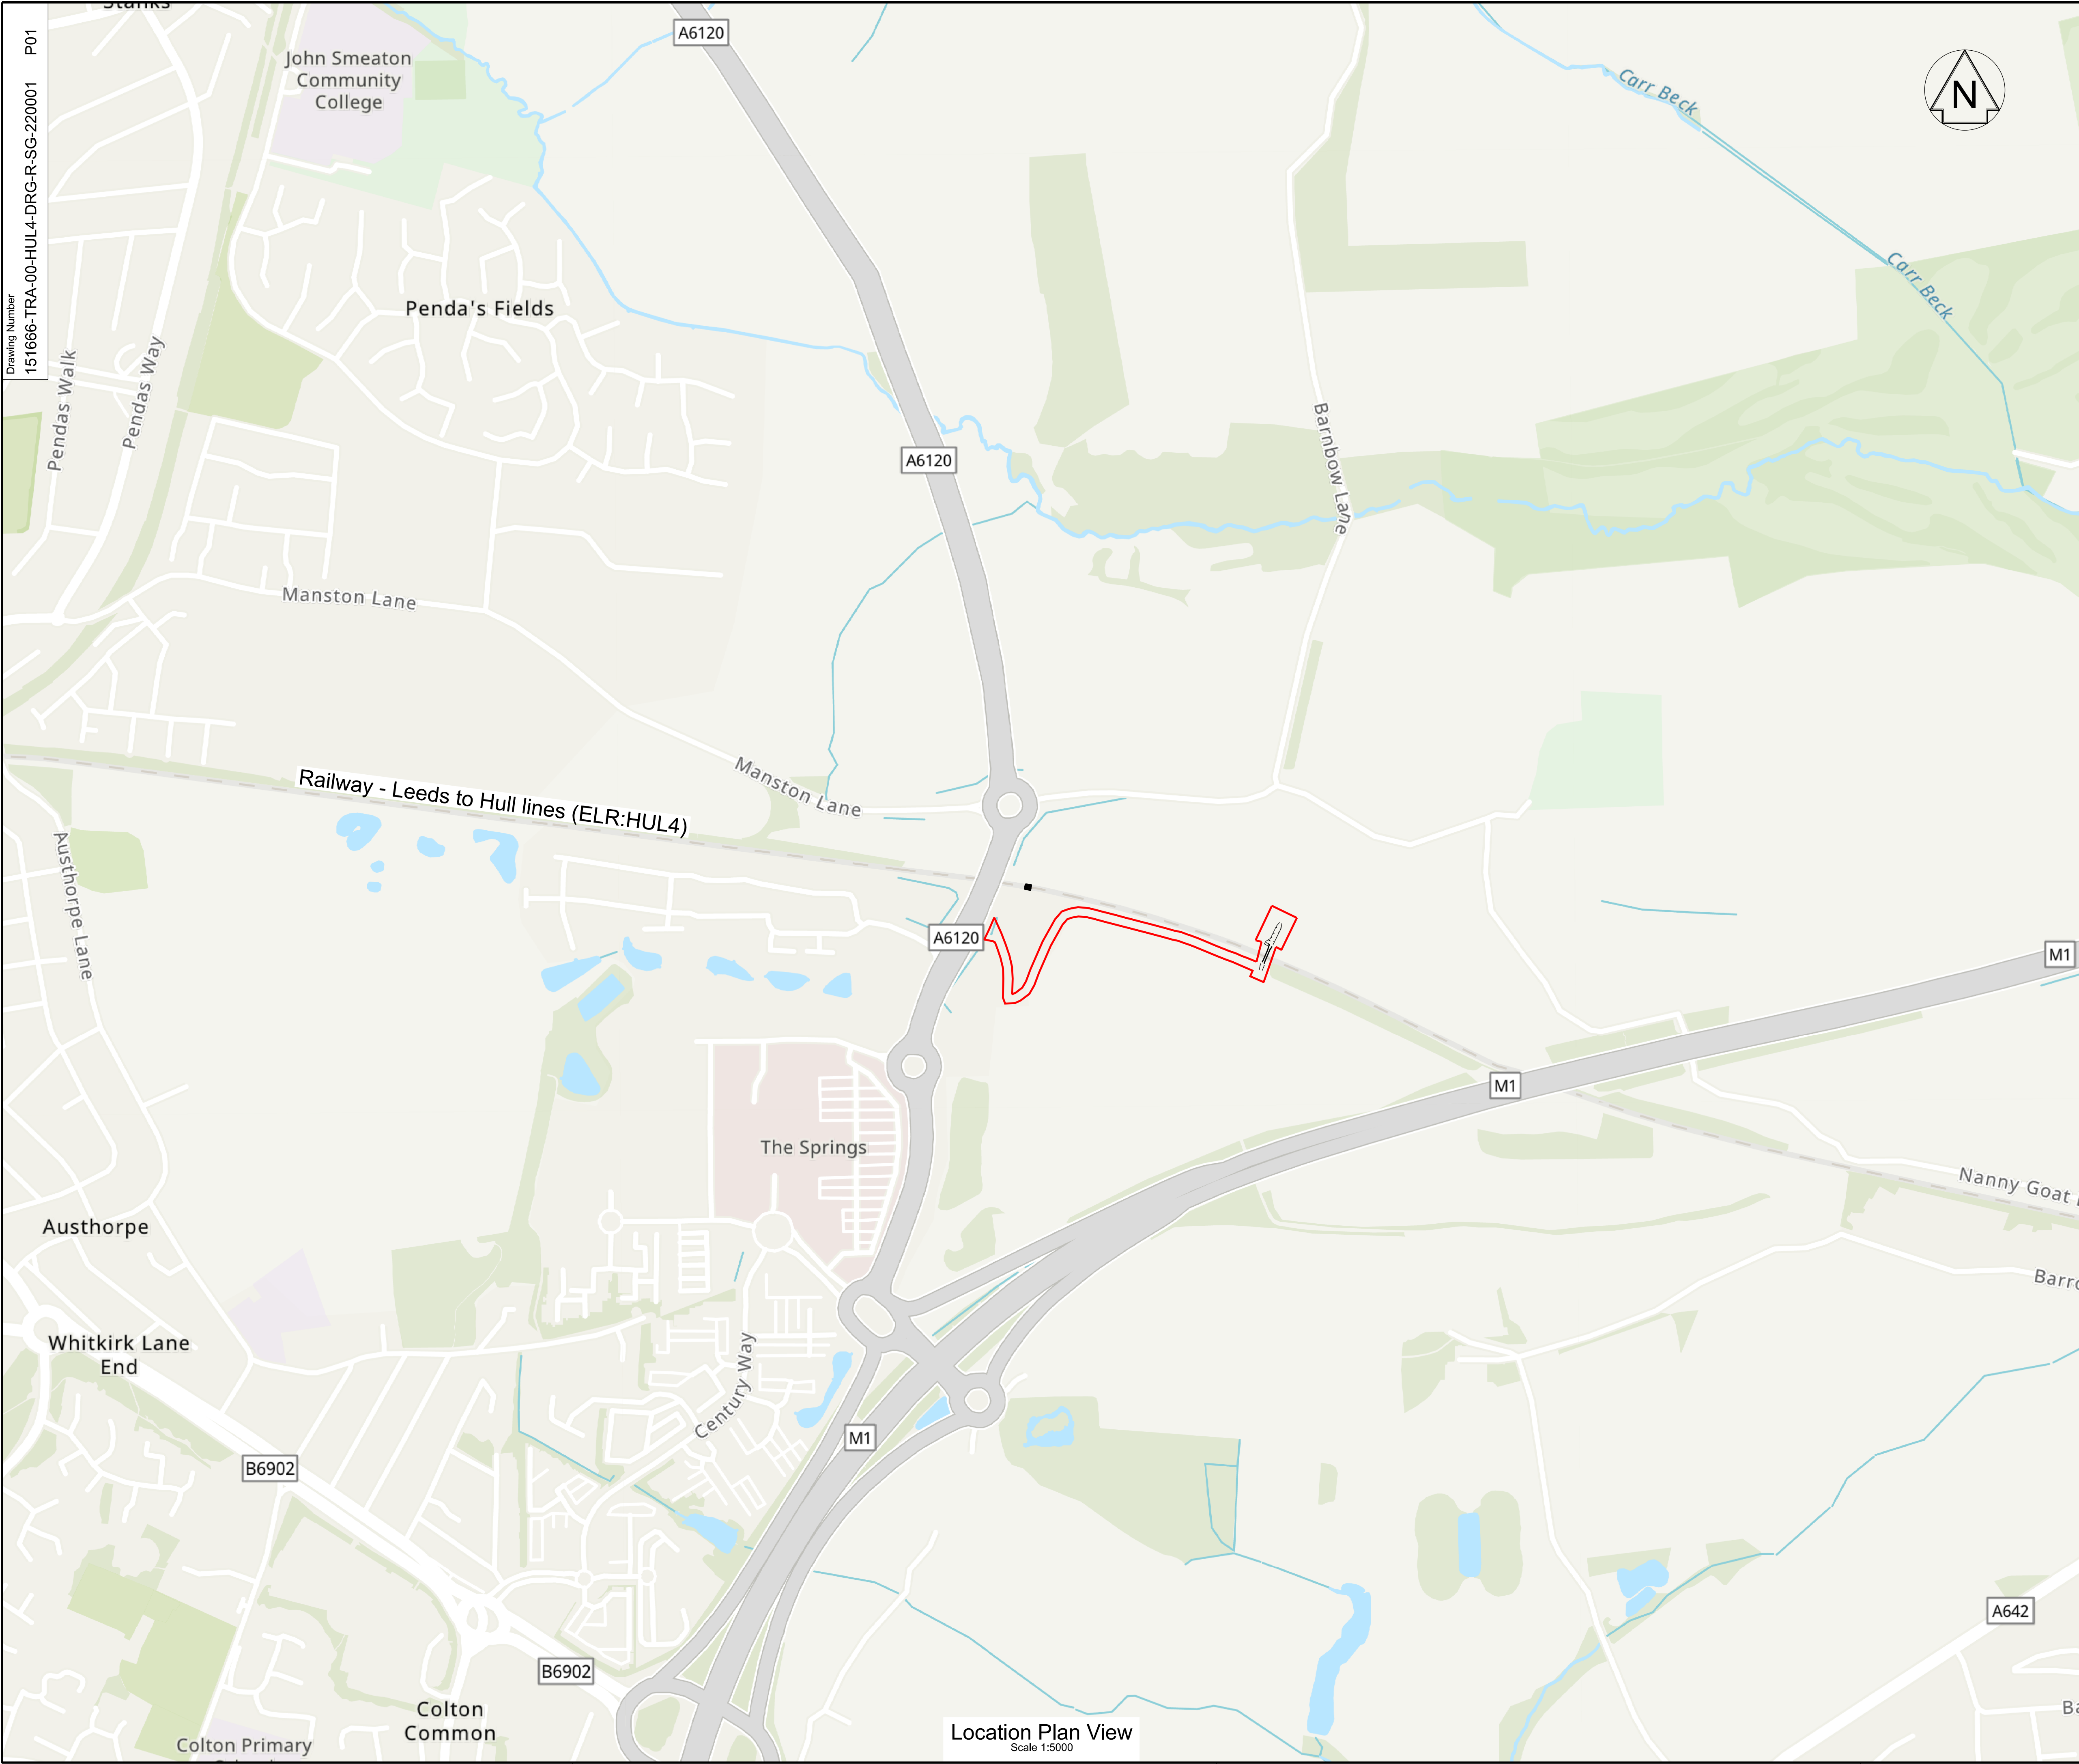 Stanks
Drawing Number
151666-TRA-00-HUL4-DRG-R-SG-220001 P01
John Smeaton
Community
College
A6120
Carr Beck
N
Carr Beck
Penda's Fields
Pendas Walk
Pendas Way
Barnbow Lane
A6120
Manston Lane
Manston Lane
Railway - Leeds to Hull lines (ELR:HUL4)
Austhorpe Lane
A6120
M1
M1
The Springs
Nanny Goat
Austhorpe
Barro
Whitkirk Lane
End
Century Way
M1
B6902
A642
B6902
Colton
Common
Ba
Colton Primary
Location Plan View
Scale 1:5000